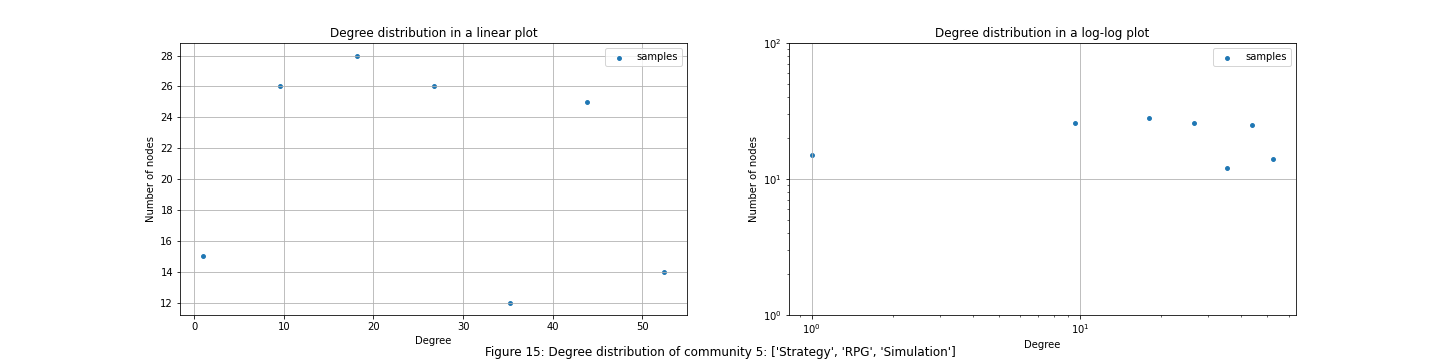 Degree distribution in a linear plot
samples
Number of nodes
28
26
24
22
20
18
16
14
12
0
10
20
30
40
50
Degree
Degree distribution in a log-log plot
samples
Number of nodes
10²
10¹
10⁰
10⁰
10¹
Degree
Figure 15: Degree distribution of community 5: ['Strategy', 'RPG', 'Simulation']